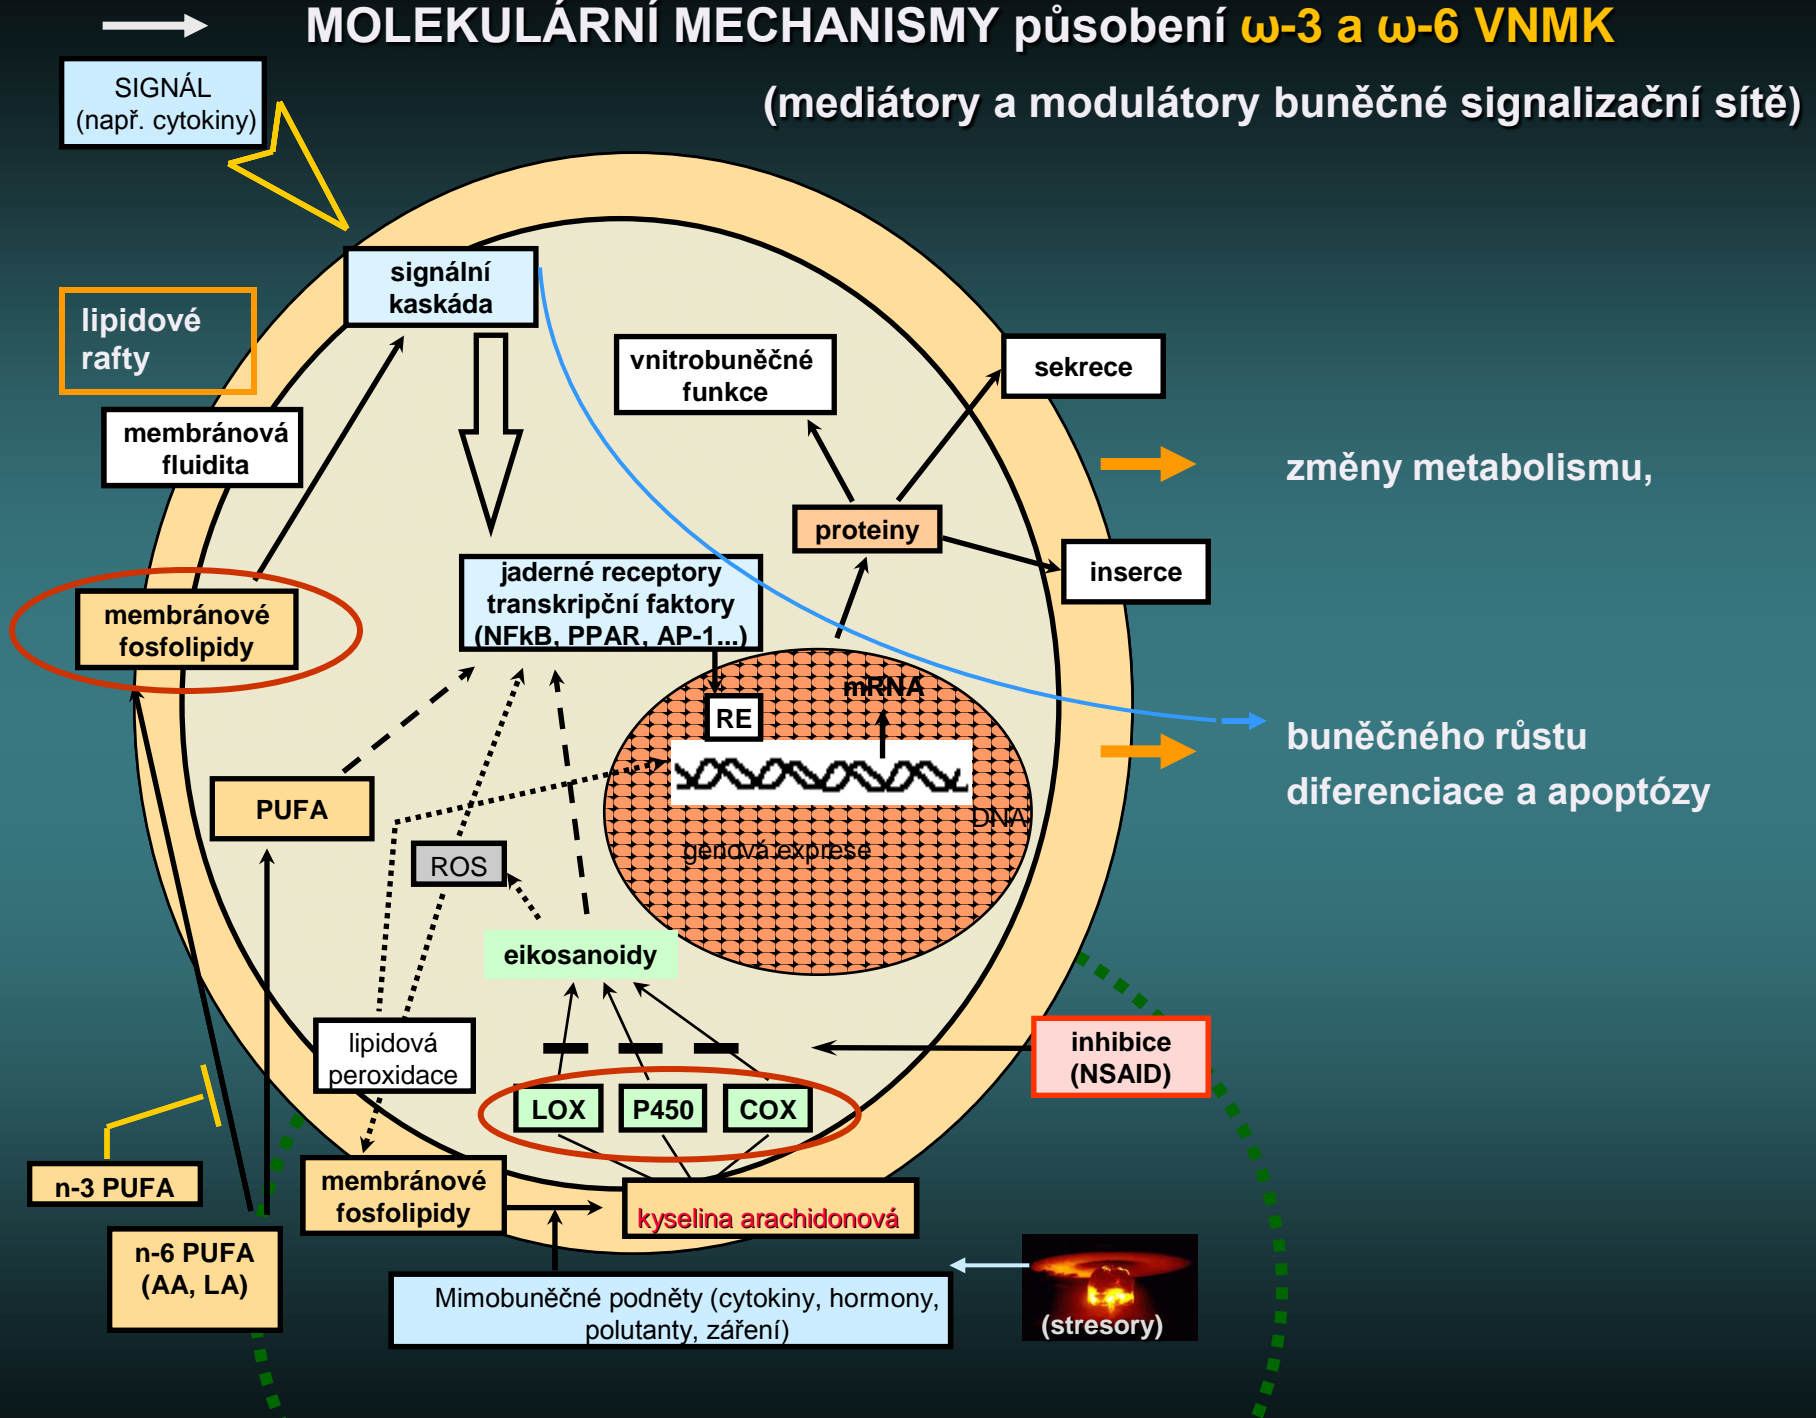 MOLEKULÁRNÍ MECHANISMY působení ω-3 a ω-6 VNMK
(mediátory a modulátory buněčné signalizační sítě)
SIGNÁL
(např. cytokiny)
signální
kaskáda
lipidové
rafty
membránová
fluidita
vnitrobuněčné
funkce
sekrece
změny metabolismu,
proteiny
inserce
jaderné receptory
transkripční faktory
(NFkB, PPAR, AP-1...)
membránové
fosfolipidy
mRNA
RE
buněčného růstu
diferenciace a apoptózy
PUFA
DNA
genová exprese
ROS
eikosanoidy
lipidová
peroxidace
inhibice
(NSAID)
LOX
P450
COX
n-3 PUFA
membránové
fosfolipidy
kyselina arachidonová
n-6 PUFA
(AA, LA)
Mimobuněčné podněty (cytokiny, hormony,
polutanty, záření)
(stresory)